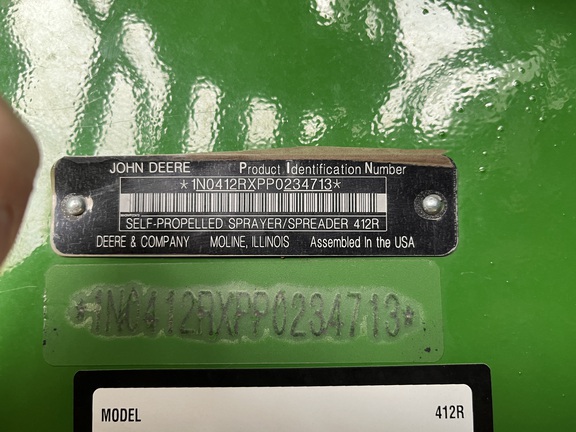 JOHN DEERE Product Identification Number
*1N0412RXPP0234713*
SELF-PROPELLED SPRAYER/SPREADER 412R
DEERE & COMPANY MOLINE, ILLINOIS Assembled In the USA
*1N0412RXPP0234713*
MODEL 412R